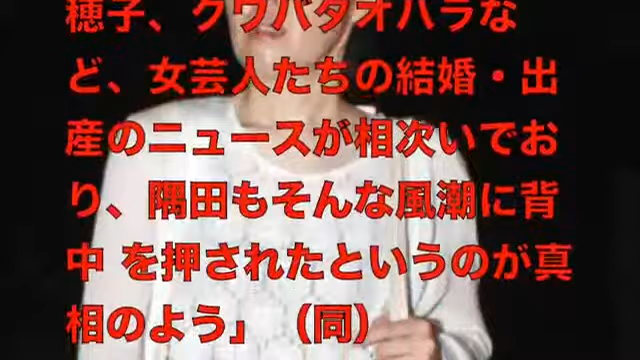 穂子、クワバタオハラな
ど、女芸人たちの結婚・出
産のニュースが相次いでお
り、隅田もそんな風潮に背
中 を押されたというのが真
相のよう」（同）